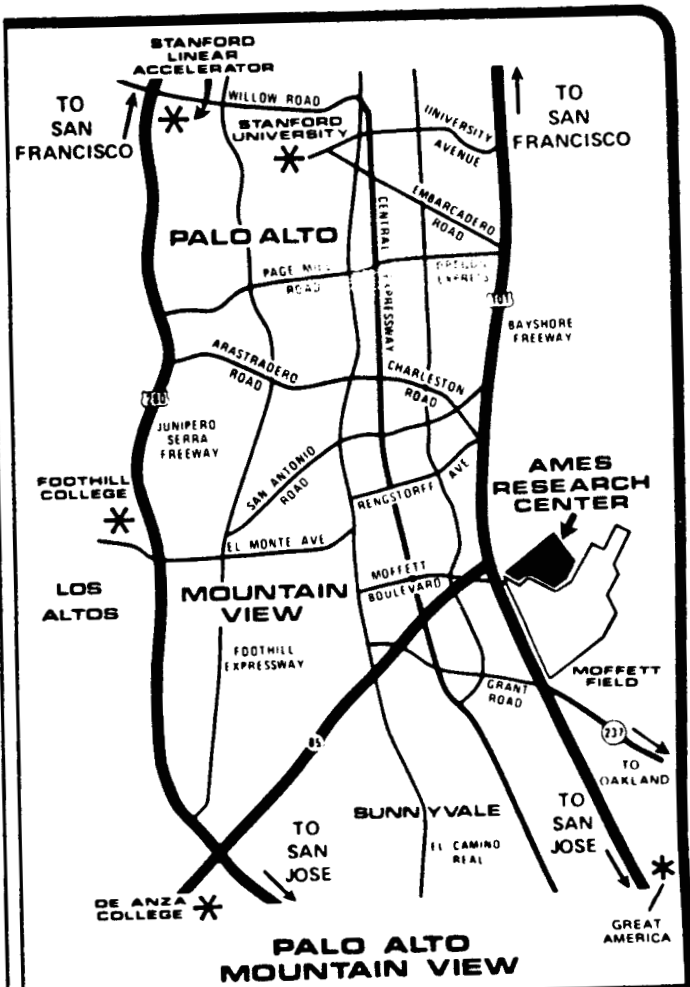 STANFORD
LINEAR
ACCELERATOR
TO
SAN
FRANCISCO
WILLOW ROAD
STANFORD
UNIVERSITY
UNIVERSITY
AVENUE
TO
SAN
FRANCISCO
EMBARCADERO
ROAD
PALO ALTO
CENTRAL
EXPRESSWAY
PAGE MILL
ROAD
OREGON
EXPRESS
101
BAYSHORE
FREEWAY
ARASTRADERO
ROAD
CHARLESTON
ROAD
280
JUNIPERO
SERRA
FREEWAY
SAN ANTONIO
ROAD
RENGSTORFF AVE
AMES
RESEARCH
CENTER
FOOTHILL
COLLEGE
EL MONTE AVE
MOFFETT
BOULEVARD
LOS
ALTOS
MOUNTAIN
VIEW
FOOTHILL
EXPRESSWAY
MOFFETT
FIELD
GRANT
ROAD
237
TO
OAKLAND
85
SUNNYVALE
EL CAMINO
REAL
TO
SAN
JOSE
TO
SAN
JOSE
DE ANZA
COLLEGE
GREAT
AMERICA
PALO ALTO
MOUNTAIN VIEW